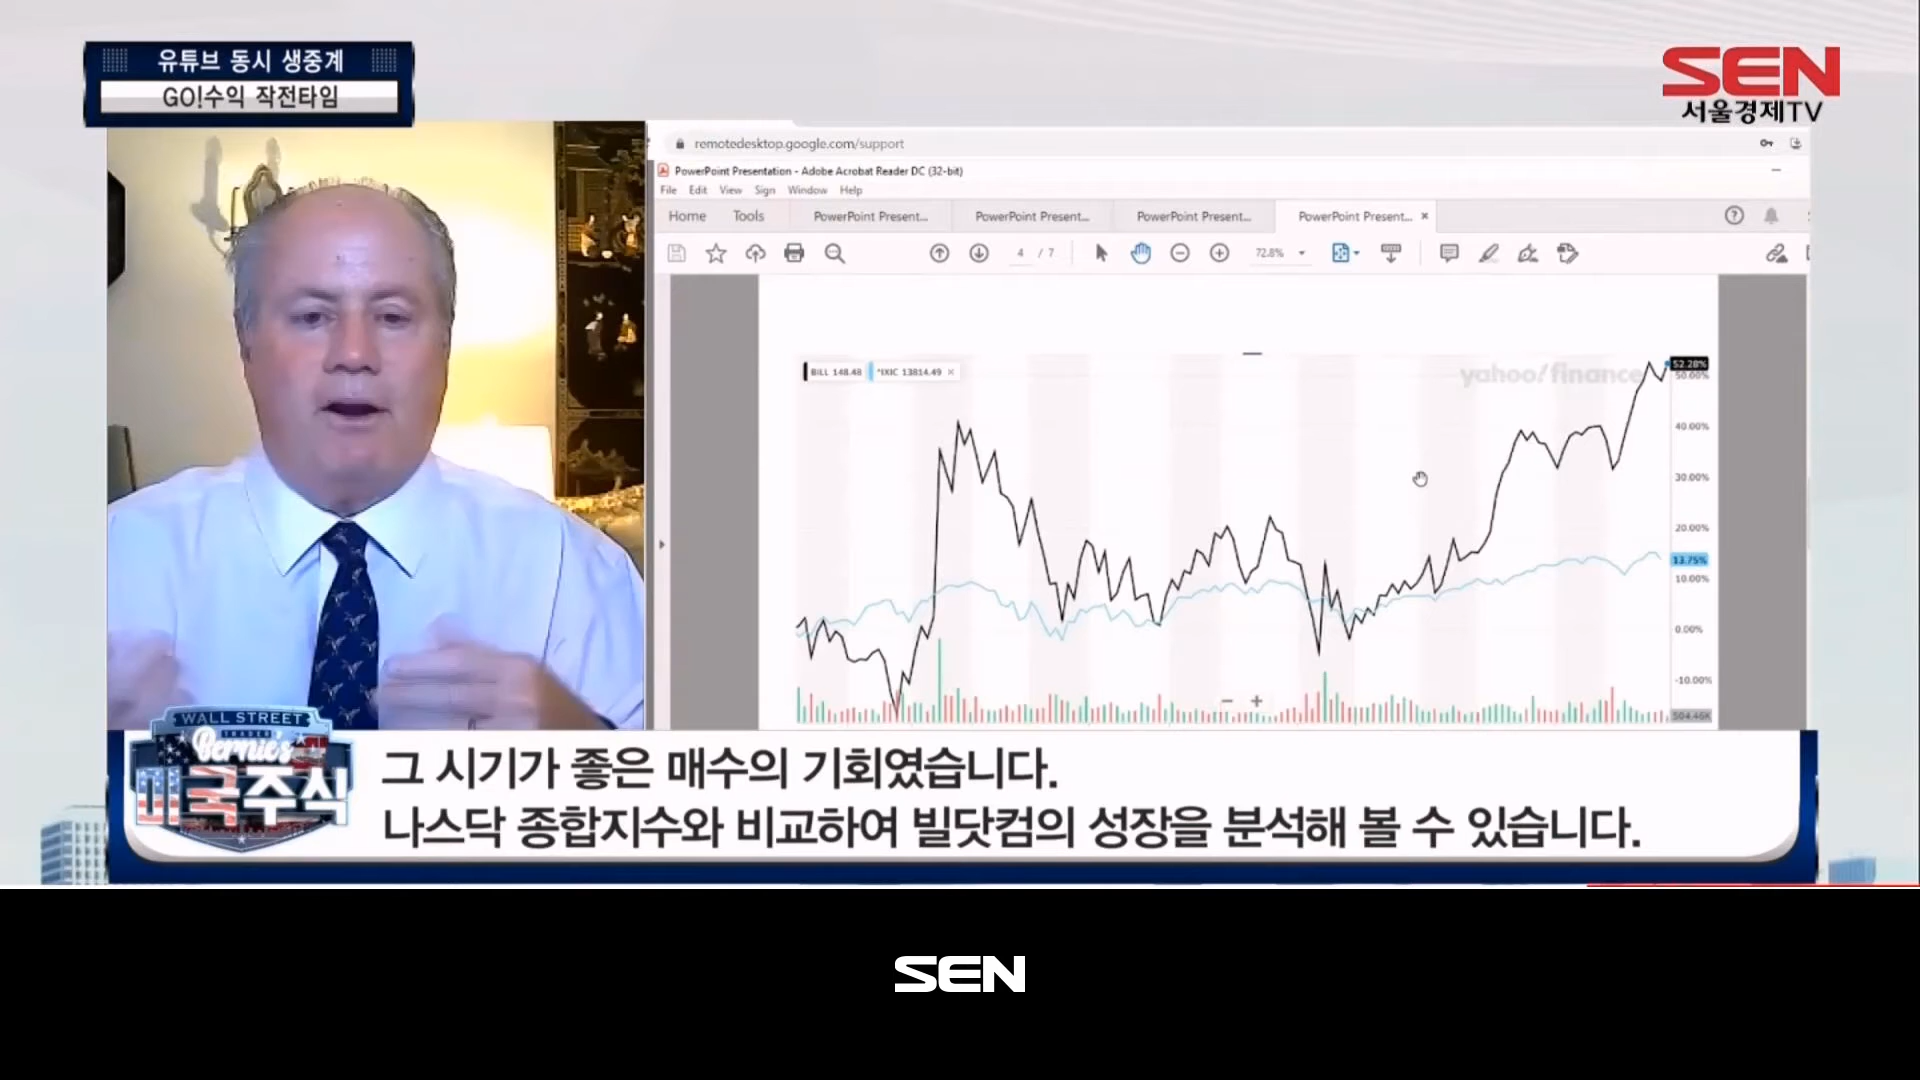 유튜브 동시 생중계
GO!수익 작전타임
SEN
서울경제TV
remotedesktop.google.com/support
PowerPoint Presentation - Adobe Acrobat Reader DC (32-bit)
File Edit View Sign Window Help
Home Tools PowerPoint Present... PowerPoint Present... PowerPoint Present... PowerPoint Present... ×
4 / 7 72.8%
BILL 148.48 ^IXIC 13814.49 ×
yahoo!finance
52.28%
50.00%
40.00%
30.00%
20.00%
13.75%
10.00%
0.00%
-10.00%
504.46K
WALL STREET
TRADER
Bernie's
미국주식
그 시기가 좋은 매수의 기회였습니다.
나스닥 종합지수와 비교하여 빌닷컴의 성장을 분석해 볼 수 있습니다.
SEN